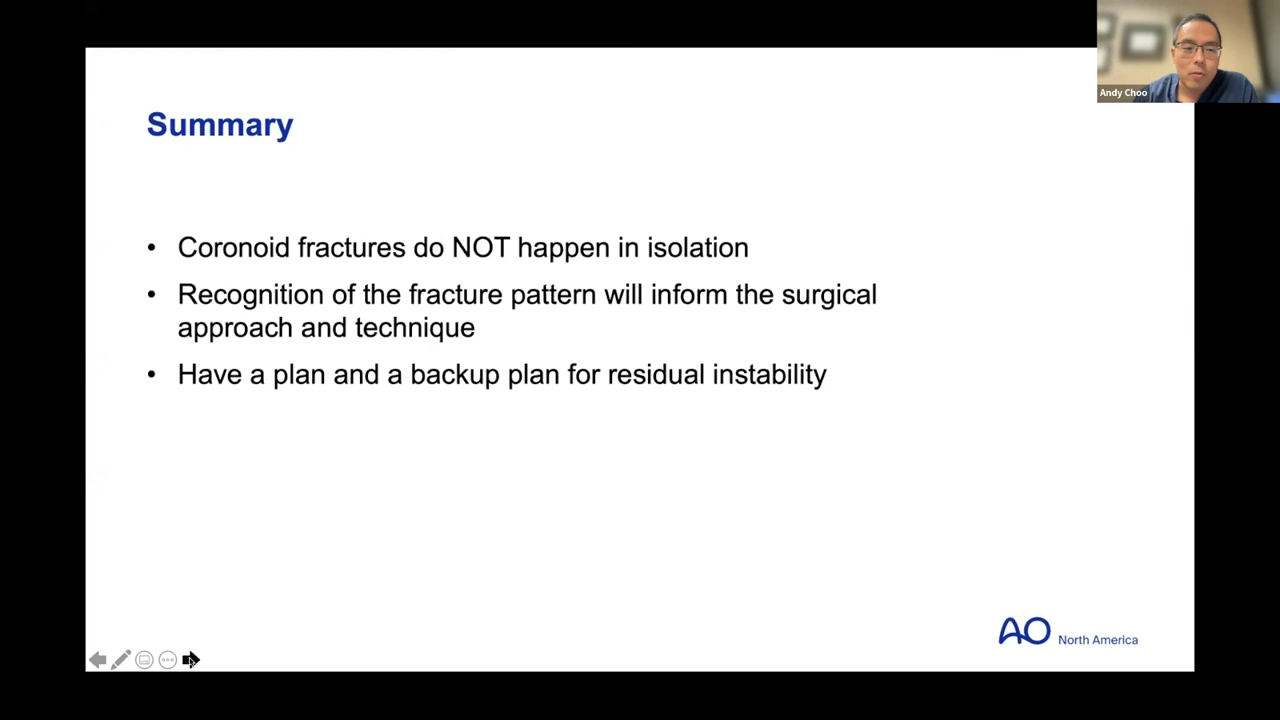 Andy Choo
Summary
• Coronoid fractures do NOT happen in isolation
• Recognition of the fracture pattern will inform the surgical
approach and technique
• Have a plan and a backup plan for residual instability
AO North America